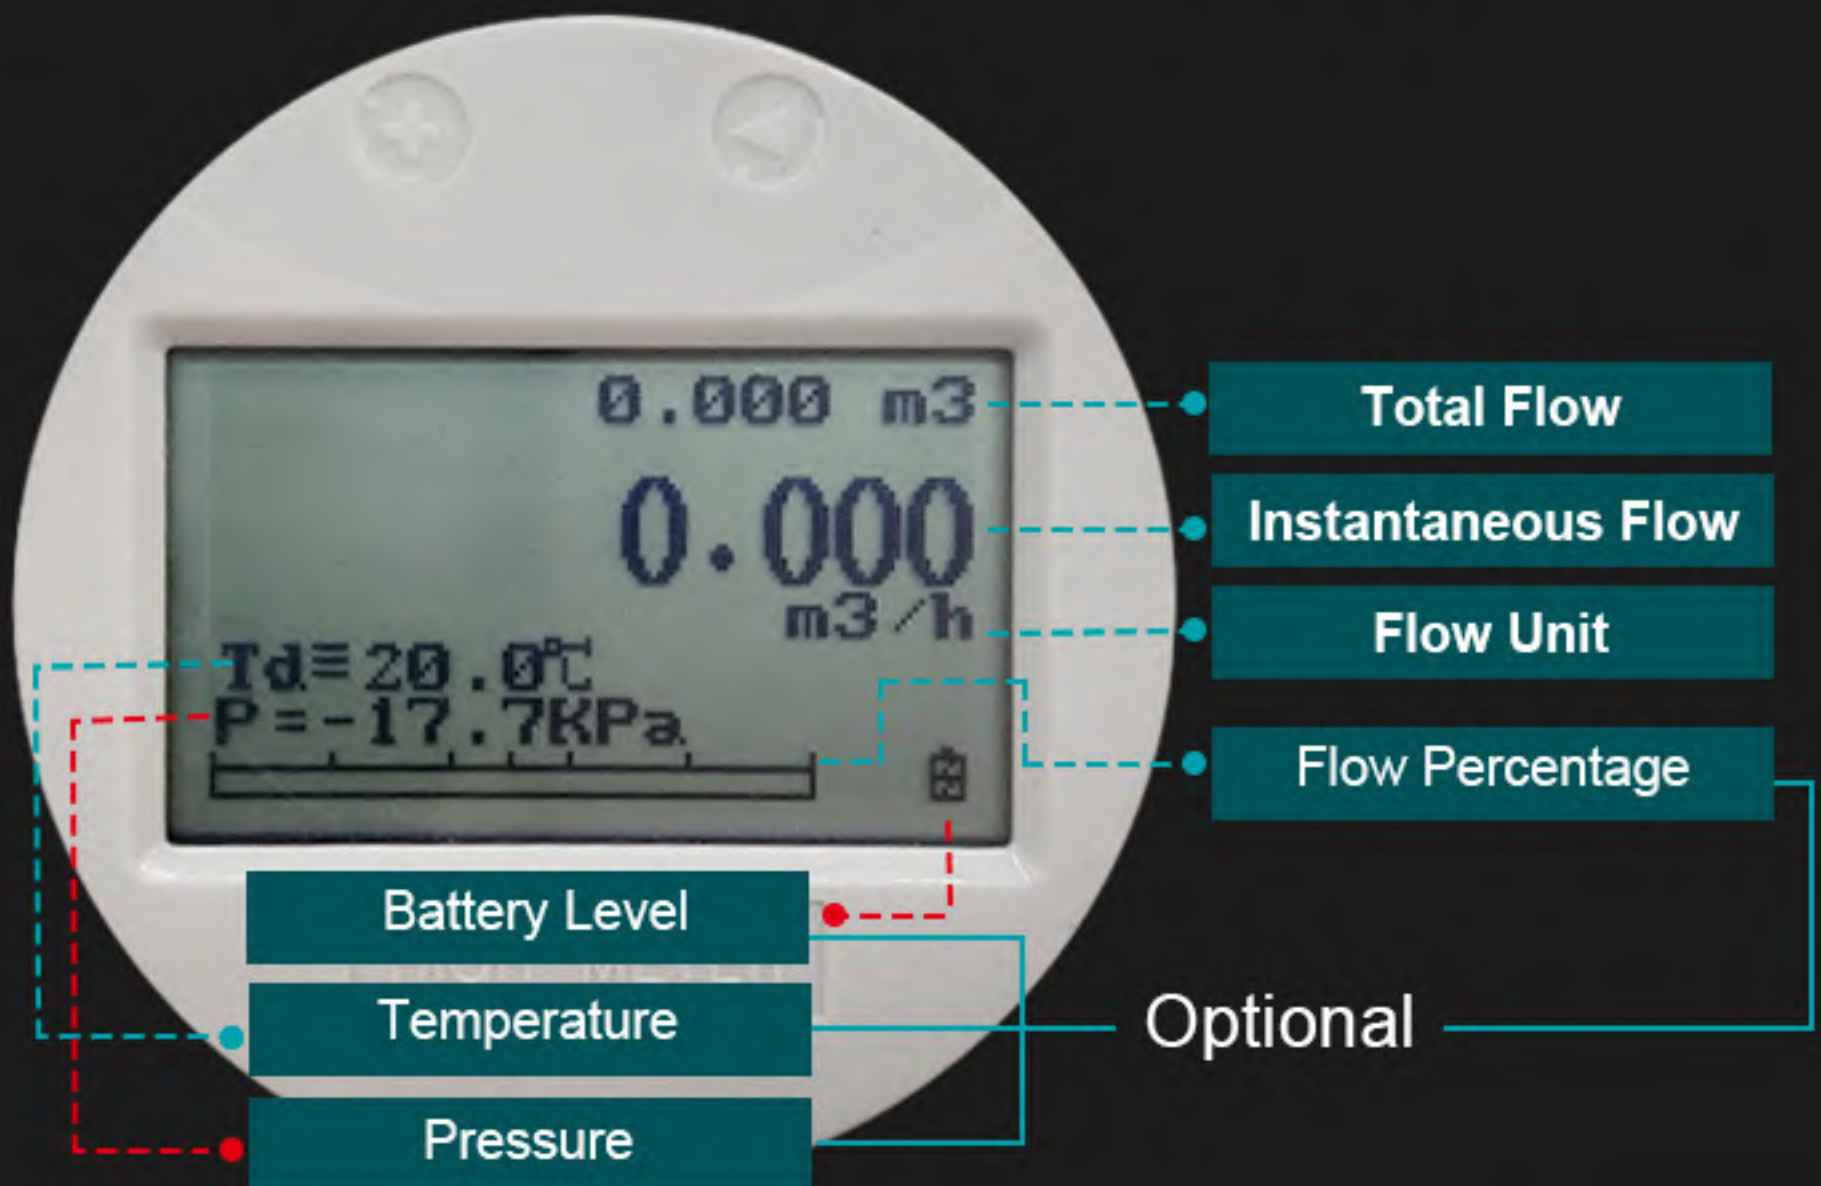 0.000 m3
Total Flow
0.000
Instantaneous Flow
m3/h
Flow Unit
Td=20.0℃
P=-17.7KPa
Flow Percentage
Battery Level
Temperature
Optional
Pressure